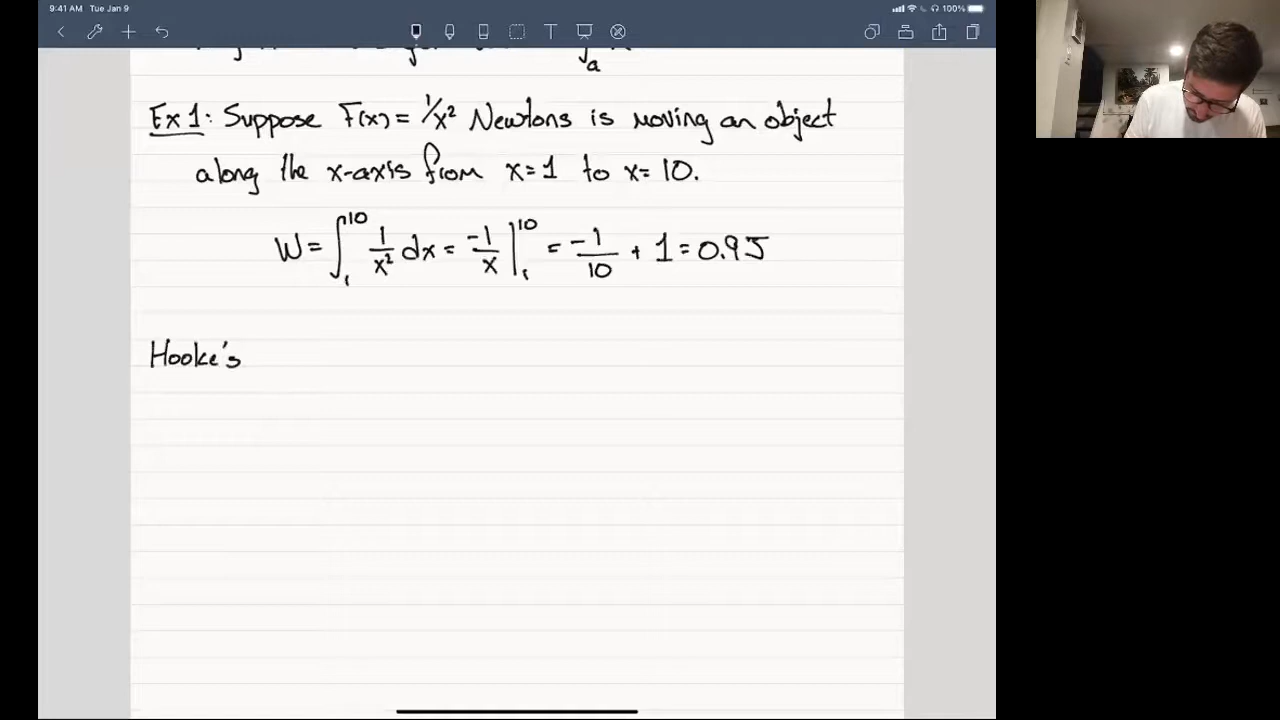 9:41 AM Tue Jan 9
100%
T
a
Ex 1: Suppose F(x) = 1/x² Newtons is moving an object
along the x-axis from x=1 to x=10.
W = ∫₁¹⁰ 1/x² dx = -1/x |₁¹⁰ = -1/10 + 1 = 0.9J
Hooke's